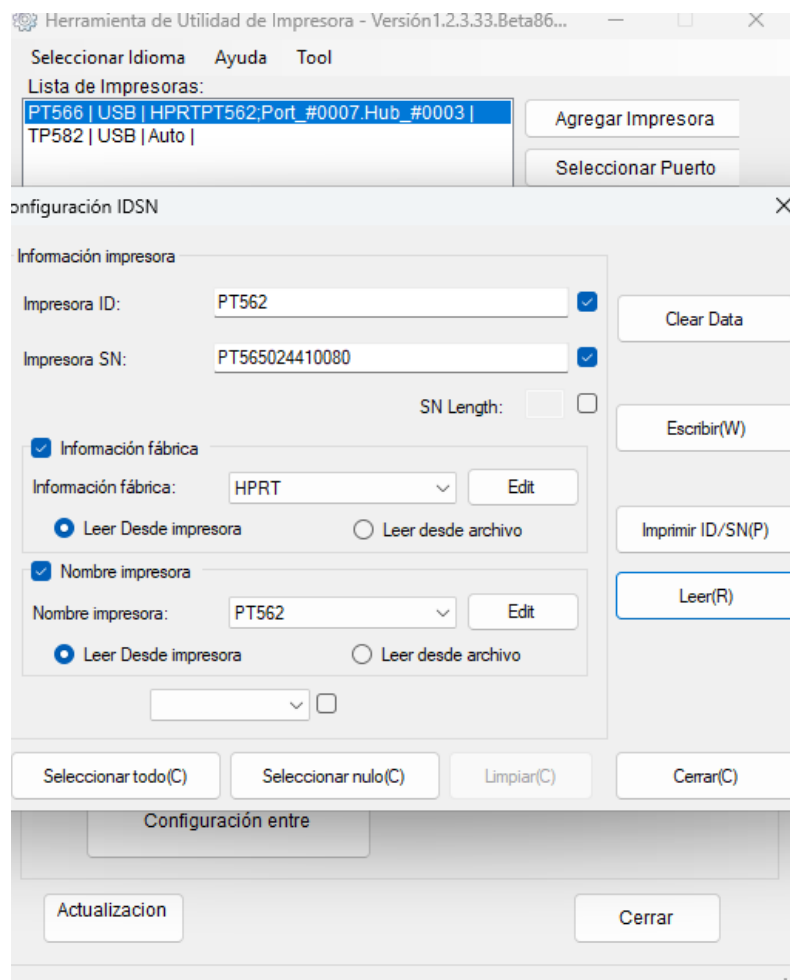 Herramienta de Utilidad de Impresora - Versión1.2.3.33.Beta86...
Seleccionar Idioma Ayuda Tool
Lista de Impresoras:
PT566 | USB | HPRTPT562;Port_#0007.Hub_#0003 |
TP582 | USB | Auto |
Agregar Impresora
Seleccionar Puerto
onfiguración IDSN
Información impresora
Impresora ID: PT562
Clear Data
Impresora SN: PT565024410080
SN Length:
Escribir(W)
Información fábrica
Información fábrica: HPRT Edit
Leer Desde impresora Leer desde archivo
Imprimir ID/SN(P)
Nombre impresora
Leer(R)
Nombre impresora: PT562 Edit
Leer Desde impresora Leer desde archivo
Seleccionar todo(C) Seleccionar nulo(C) Limpiar(C) Cerrar(C)
Configuración entre
Actualizacion Cerrar